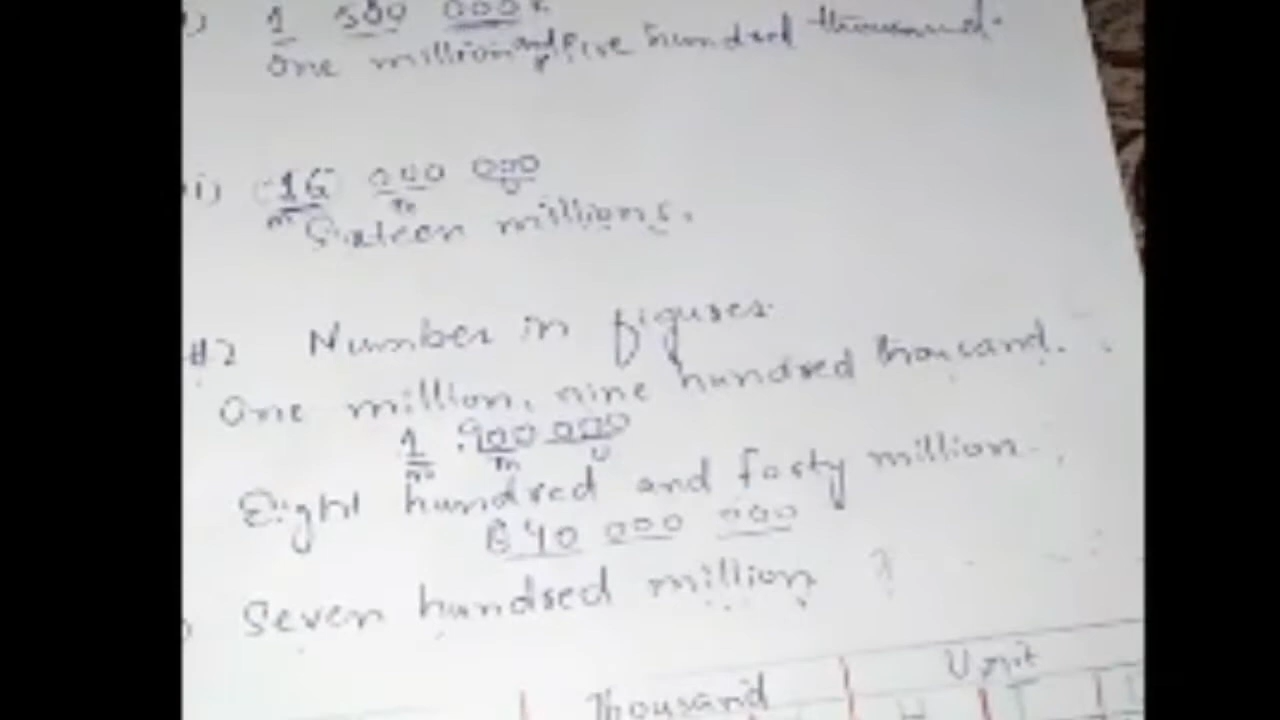 1 500 000
One million and five hundred thousand.
i) 16 000 000
m Th U
Sixteen millions.
#2 Number in figures
One million, nine hundred thousand.
1 900 000
m Th U
Eight hundred and forty million.
840 000 000
Seven hundred million ?
Thousand Unit
H T